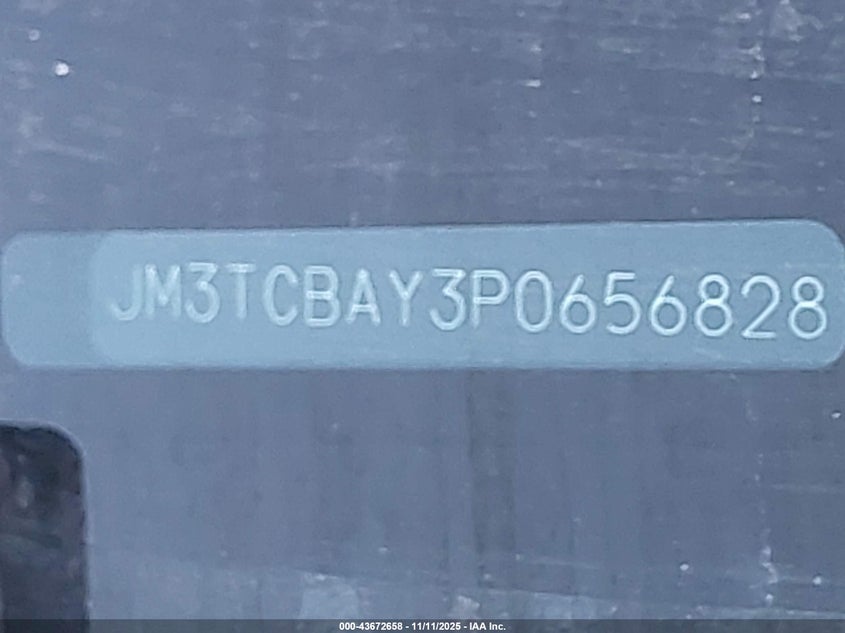 JM3TCBAY3P0656828
000-43672658 - 11/11/2025 - IAA Inc.